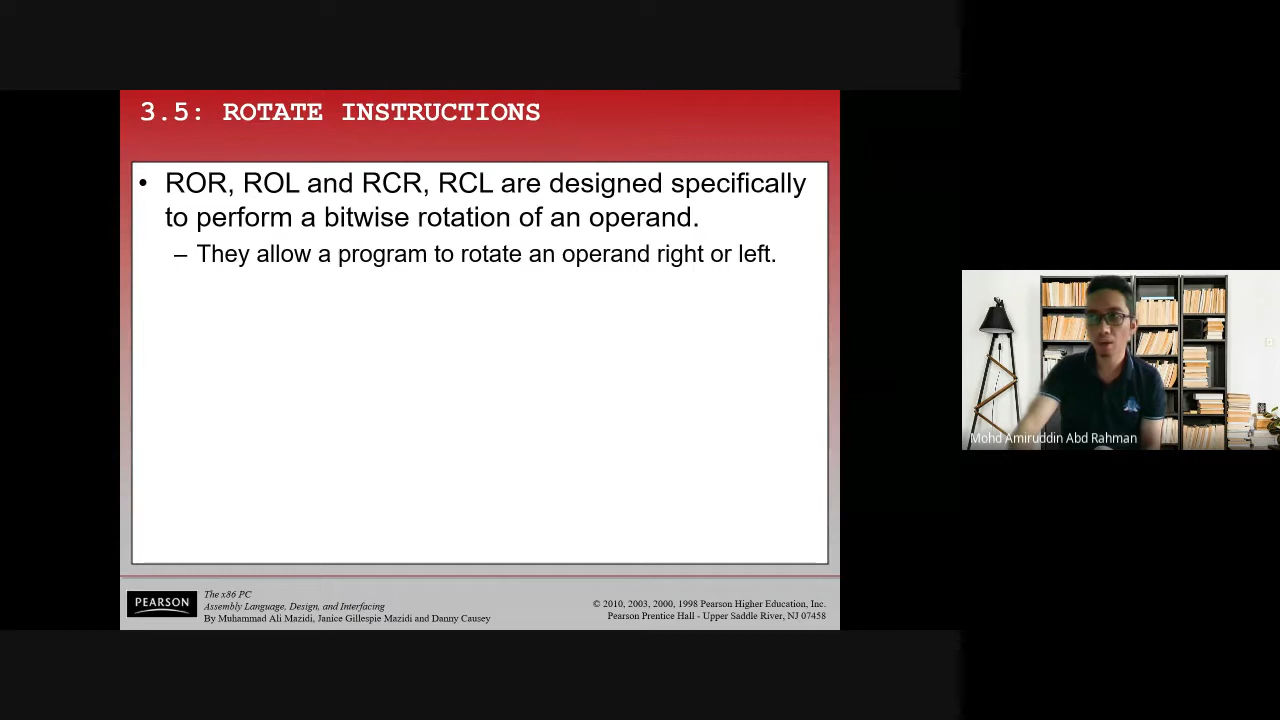 3.5: ROTATE INSTRUCTIONS
• ROR, ROL and RCR, RCL are designed specifically
to perform a bitwise rotation of an operand.
– They allow a program to rotate an operand right or left.
Mohd Amiruddin Abd Rahman
PEARSON
The x86 PC
Assembly Language, Design, and Interfacing
By Muhammad Ali Mazidi, Janice Gillespie Mazidi and Danny Causey
© 2010, 2003, 2000, 1998 Pearson Higher Education, Inc.
Pearson Prentice Hall - Upper Saddle River, NJ 07458